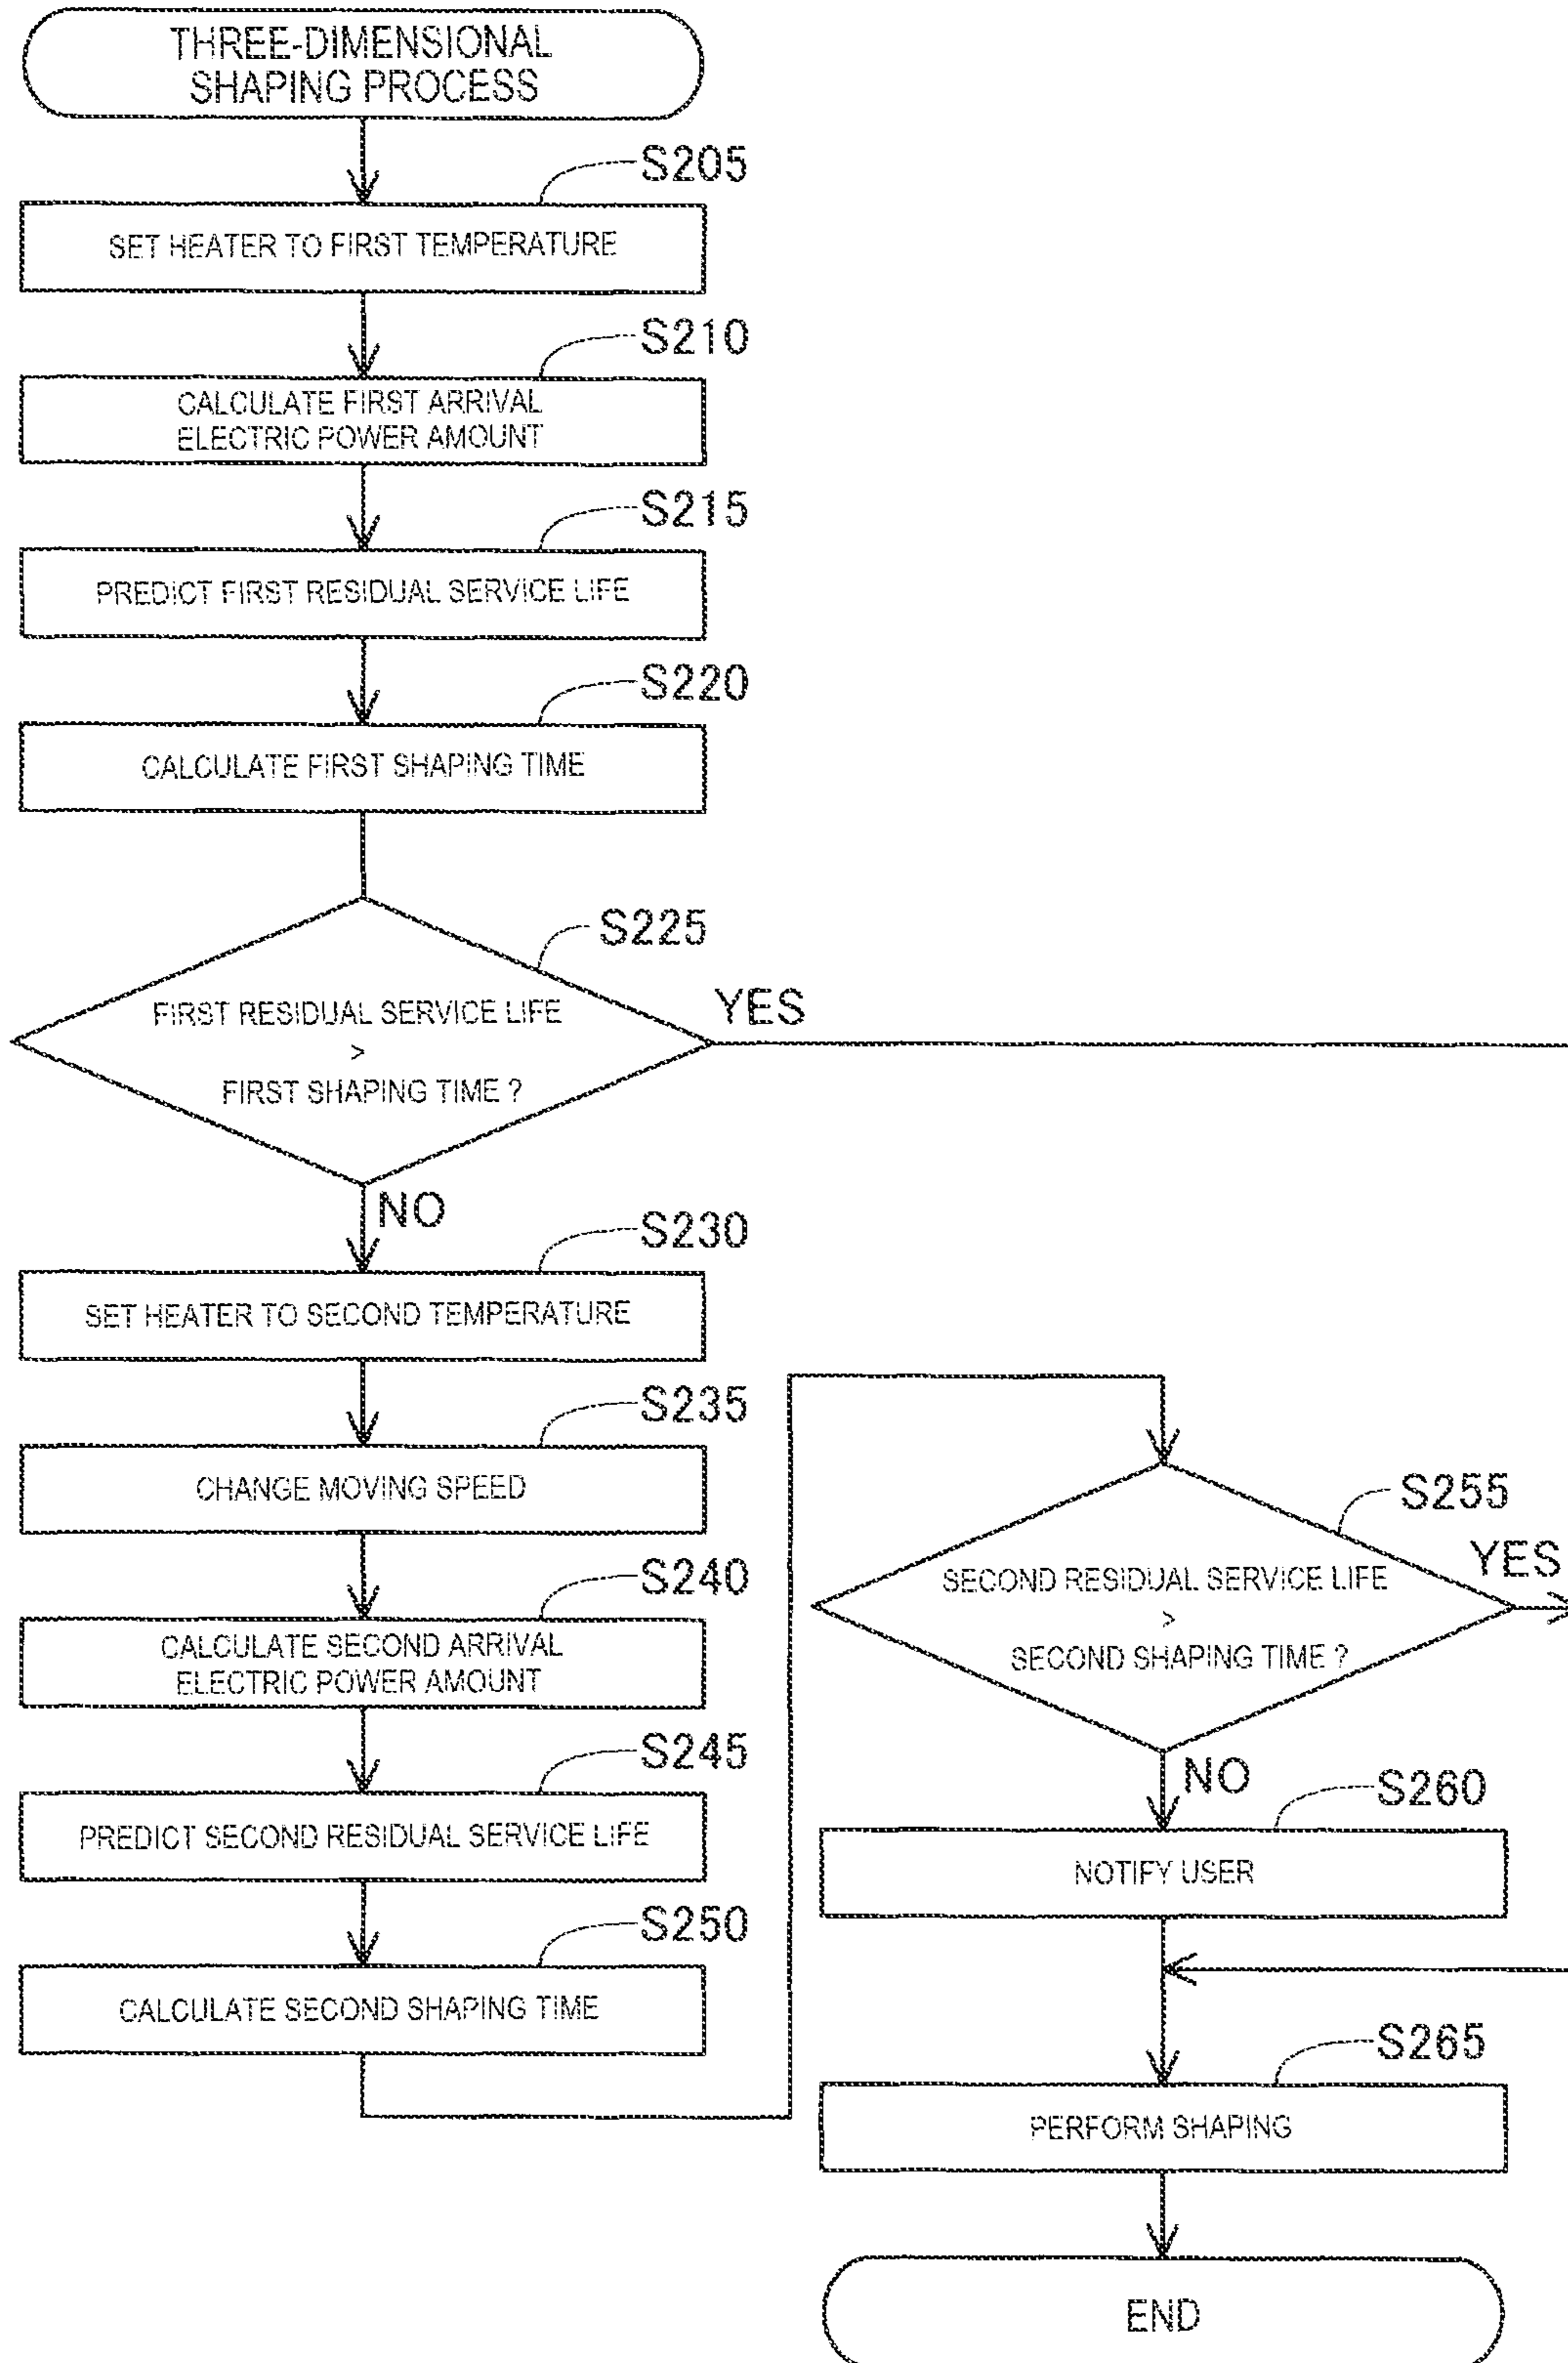 THREE-DIMENSIONAL
SHAPING PROCESS
S205
SET HEATER TO FIRST TEMPERATURE
S210
CALCULATE FIRST ARRIVAL
ELECTRIC POWER AMOUNT
S215
PREDICT FIRST RESIDUAL SERVICE LIFE
S220
CALCULATE FIRST SHAPING TIME
S225
FIRST RESIDUAL SERVICE LIFE
>
FIRST SHAPING TIME ?
YES
NO
S230
SET HEATER TO SECOND TEMPERATURE
S235
CHANGE MOVING SPEED
S240
CALCULATE SECOND ARRIVAL
ELECTRIC POWER AMOUNT
S245
PREDICT SECOND RESIDUAL SERVICE LIFE
S250
CALCULATE SECOND SHAPING TIME
S255
SECOND RESIDUAL SERVICE LIFE
>
SECOND SHAPING TIME ?
YES
NO
S260
NOTIFY USER
S265
PERFORM SHAPING
END